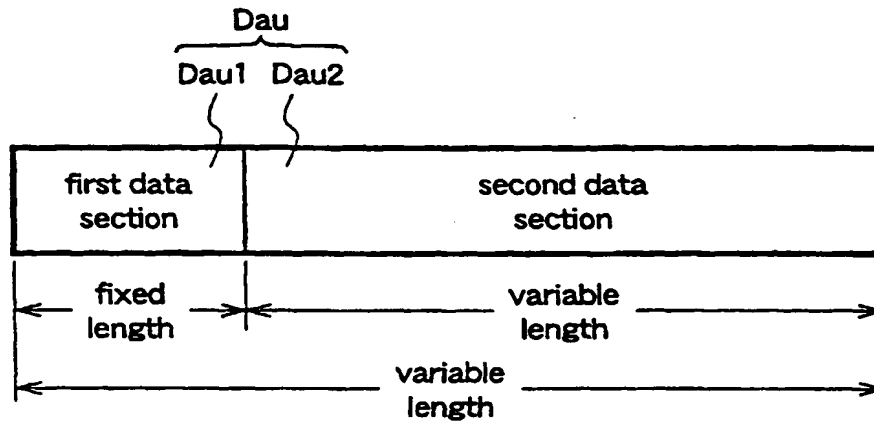 Dau
Dau1 Dau2
first data
section
second data
section
fixed
length
variable
length
variable
length